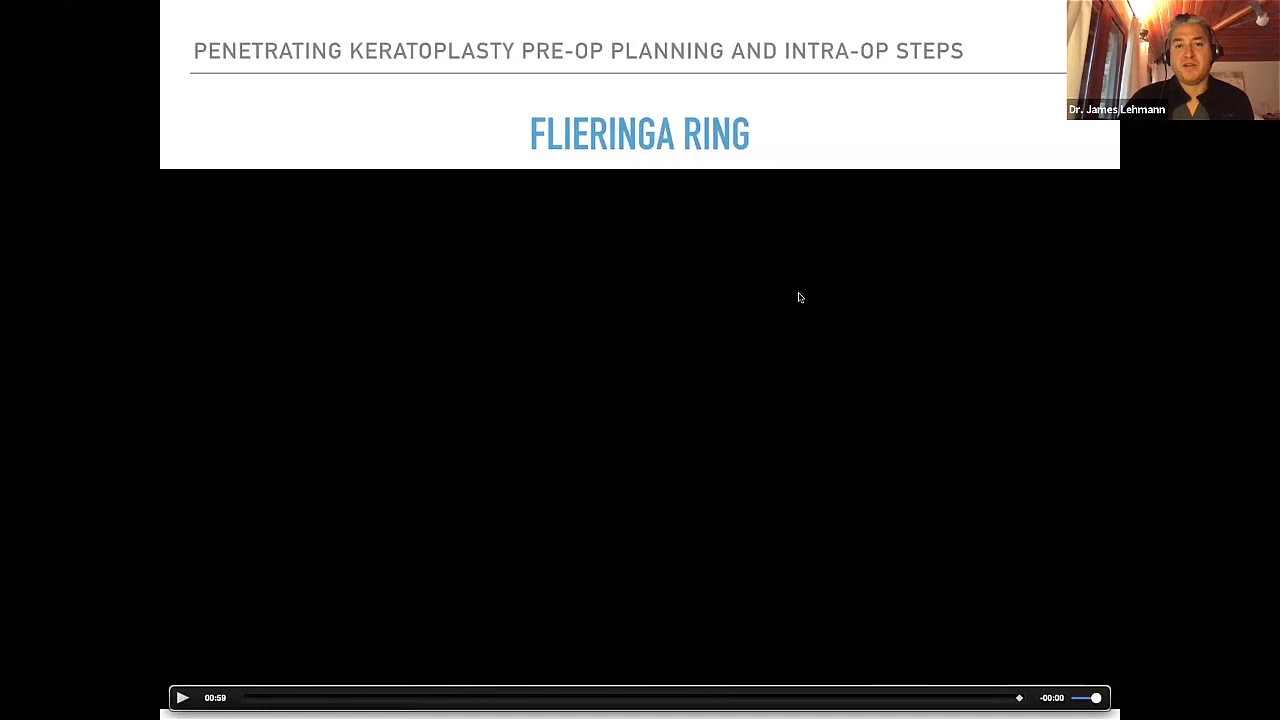 PENETRATING KERATOPLASTY PRE-OP PLANNING AND INTRA-OP STEPS
Dr. James Lehmann
FLIERINGA RING
00:59
-00:00